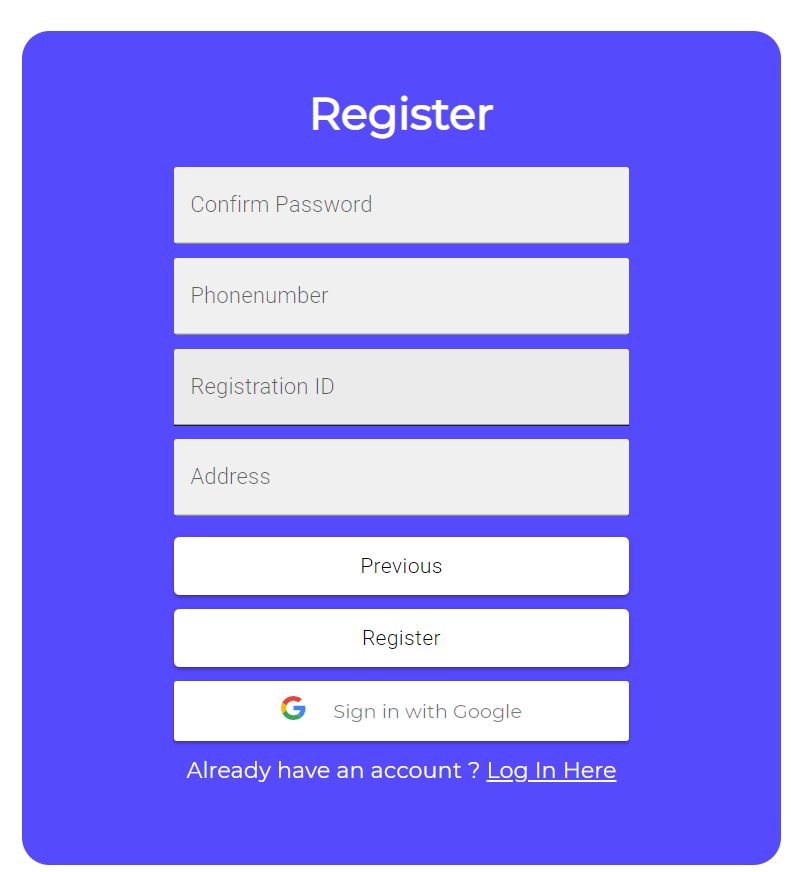 Register
Confirm Password
Phonenumber
Registration ID
Address
Previous
Register
Sign in with Google
Already have an account ? Log In Here